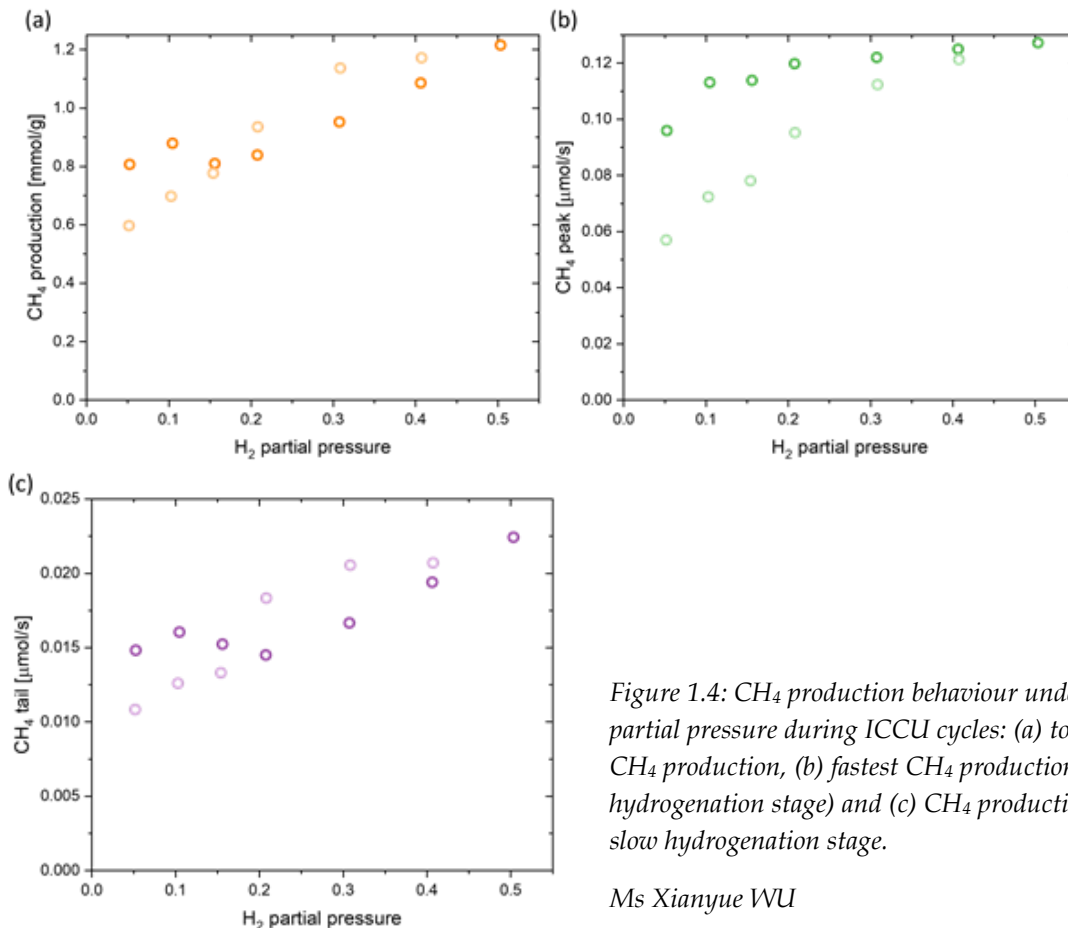 (a)
CH₄ production [mmol/g]
1.2
1.0
0.8
0.6
0.4
0.2
0.0
0.0 0.1 0.2 0.3 0.4 0.5
H₂ partial pressure
(b)
CH₄ peak [μmol/s]
0.12
0.10
0.08
0.06
0.04
0.02
0.00
0.0 0.1 0.2 0.3 0.4 0.5
H₂ partial pressure
(c)
CH₄ tail [μmol/s]
0.025
0.020
0.015
0.010
0.005
0.000
0.0 0.1 0.2 0.3 0.4 0.5
H₂ partial pressure
Figure 1.4: CH₄ production behaviour unde
partial pressure during ICCU cycles: (a) to
CH₄ production, (b) fastest CH₄ production
hydrogenation stage) and (c) CH₄ producti
slow hydrogenation stage.
Ms Xianyue WU